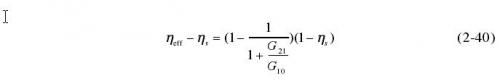 η_eff − η_s = (1 − 1 / (1 + G_21 / G_10))(1 − η_s) (2-40)